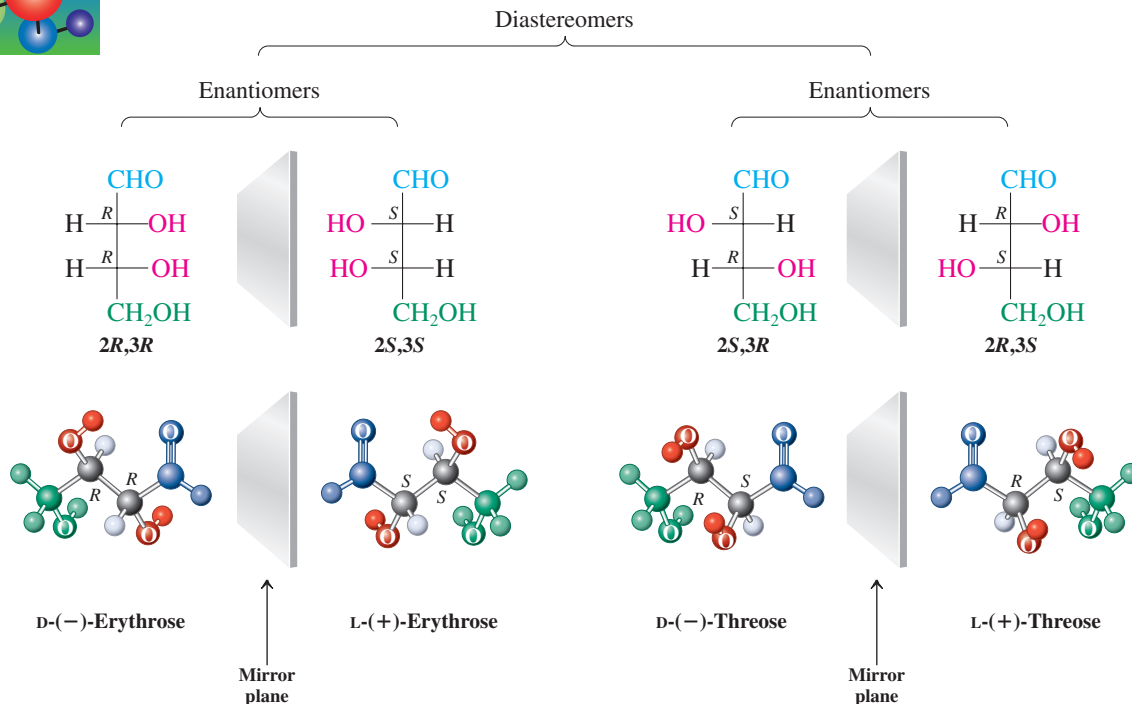 Diastereomers
Enantiomers Enantiomers
CHO CHO CHO CHO
H R OH HO S H HO S H H R OH
H R OH HO S H H R OH HO S H
CH₂OH CH₂OH CH₂OH CH₂OH
2R,3R 2S,3S 2S,3R 2R,3S
O O O O O O O O
R S S O
R S R S R S
O O O O O O O
D-(−)-Erythrose L-(+)-Erythrose D-(−)-Threose L-(+)-Threose
Mirror Mirror
plane plane